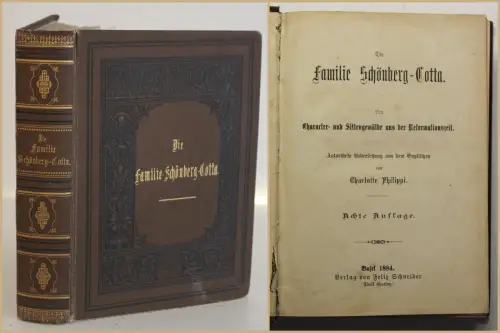 Die
Familie
Schönberg-Cotta.
Die
Familie Schönberg-Cotta.
Die
Familie Schönberg-Cotta.
Ein
Character- und Sittengemälde aus der Reformationszeit.
Autorisirte Uebersetzung aus dem Englischen
von
Charlotte Philippi.
Achte Auflage.
Basel 1884.
Verlag von Felix Schneider